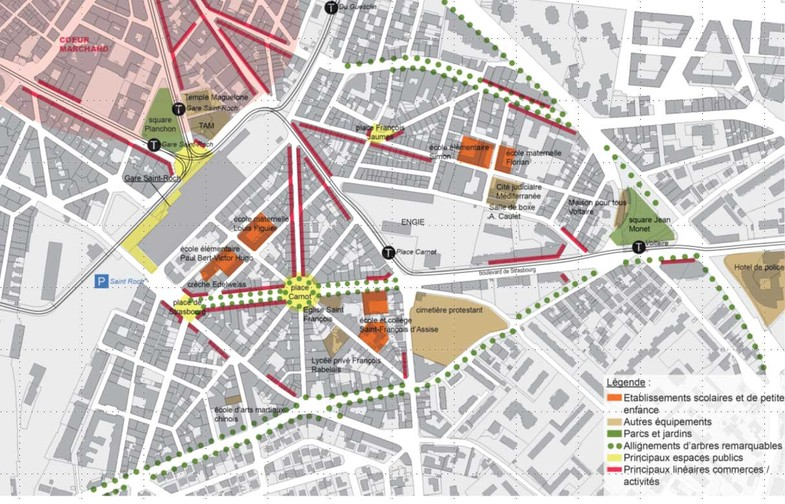 Du Guesclin
COEUR
MARCHAND
Temple Maguelone
Gare Saint-Roch
square
Planchon
TAM
Gare Saint-Roch
Gare Saint-Roch
place François
Jaumes
école élémentaire
Simon
école maternelle
Florian
Cité judiciaire
Méditerranée
Salle de boxe
A. Caulet
Maison pour tous
Voltaire
square Jean
Monet
Voltaire
école maternelle
Louis Figuier
ENGIE
école élémentaire
Paul Bert-Victor Hugo
Place Carnot
Hotel de police
boulevard de Strasbourg
P Saint Roch
crèche Edelweiss
place
Carnot
place de
Strasbourg
Eglise Saint
François
cimetière protestant
école et collège
Saint-François d'Assise
Lycée privé François
Rabelais
école d'arts martiaux
chinois
Légende :
Etablissements scolaires et de petite
enfance
Autres équipements
Parcs et jardins
Allignements d'arbres remarquables
Principaux espaces publics
Principaux linéaires commerces /
activités